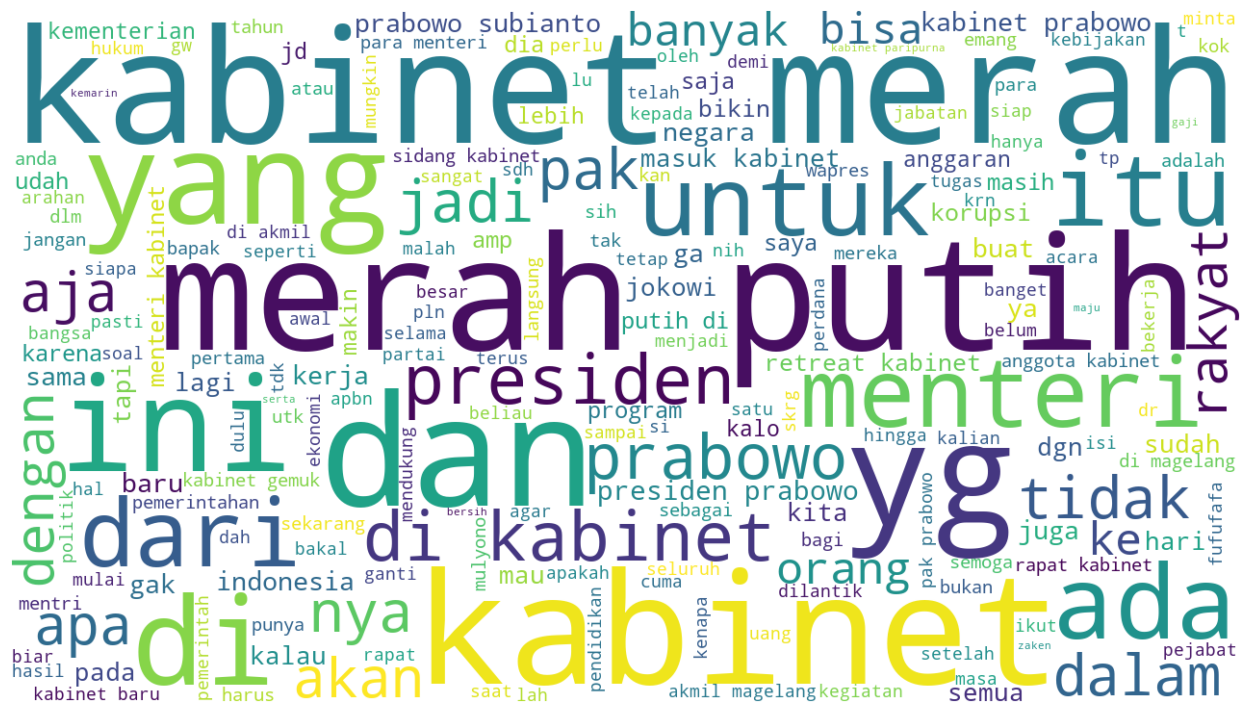 kementerian
tahun
prabowo subianto
banyak
bisa
kabinet prabowo
minta
hukum
gw
para menteri
dia
perlu
kabinet paripurna
emang
kebijakan
t
kok
kabinet merah
jd
oleh
demi
kemarin
atau
mungkin
lu
telah
saja
para
lebih
kepada
bikin
jabatan
siap
gaji
negara
hanya
anda
yang
sidang kabinet
sdh
pak
masuk kabinet
wapres
anggaran
tp
adalah
udah
sangat
kan
untuk
tugas
masih
itu
arahan
jadi
krn
korupsi
dlm
menteri kabinet
sih
jangan
di akmil
bapak
seperti
malah
amp
tak
saya
mereka
buat
acara
siapa
merah putih
tetap
ga
nih
rakyat
aja
besar
langsung
jokowi
perdana
banget
maju
bekerja
bangsa
pasti
awal
makin
pln
selama
putih di
menjadi
ya
belum
karena
soal
pertama
partai
terus
retreat kabinet
anggota kabinet
sama
tapi
lagi
tdk
kerja
presiden
menteri
dengan
ini
serta
apbn
utk
dulu
ekonomi
dan
beliau
program
satu
skrg
dr
sampai
si
kalo
hingga
kalian
dgn
isi
sudah
hal
baru
kabinet gemuk
mendukung
prabowo
yg
di magelang
politik
pemerintahan
presiden prabowo
tidak
fufufafa
dari
sekarang
bersih
agar
sebagai
kita
pak prabowo
juga
ke
hari
dah
bakal
di kabinet
bagi
mulai
gak
indonesia
ganti
mulyono
mau
apakah
seluruh
orang
semoga
rapat kabinet
mentri
cuma
dilantik
bukan
apa
di
pemerintah
punya
nya
kabinet
pendidikan
kenapa
uang
ikut
ada
biar
kalau
rapat
setelah
zaken
pejabat
hasil
pada
akan
masa
dalam
kabinet baru
harus
saat
lah
akmil magelang
kegiatan
semua